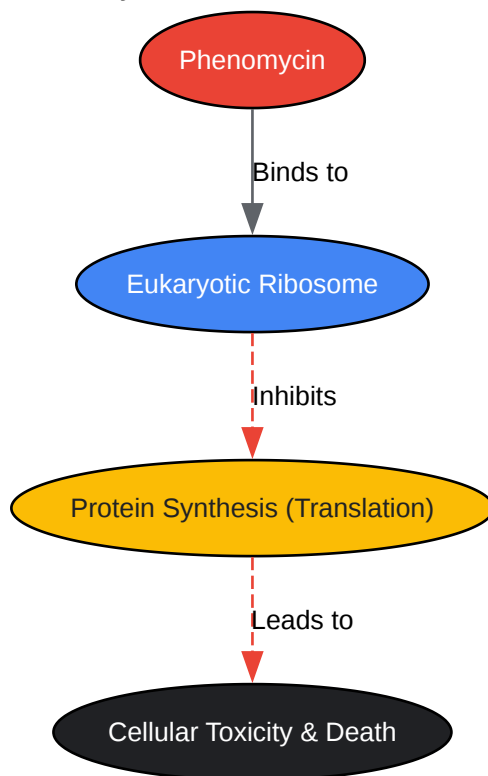 Phenomycin
Binds to
Eukaryotic Ribosome
Inhibits
Protein Synthesis (Translation)
Leads to
Cellular Toxicity & Death